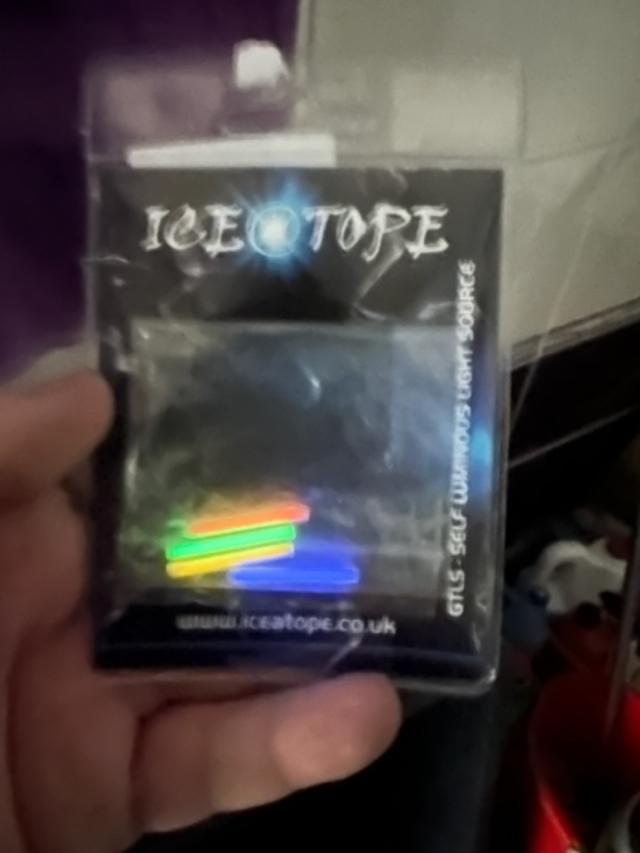 ICE TOPE
GTLS - SELF LUMINOUS LIGHT SOURCE
www.iceatope.co.uk